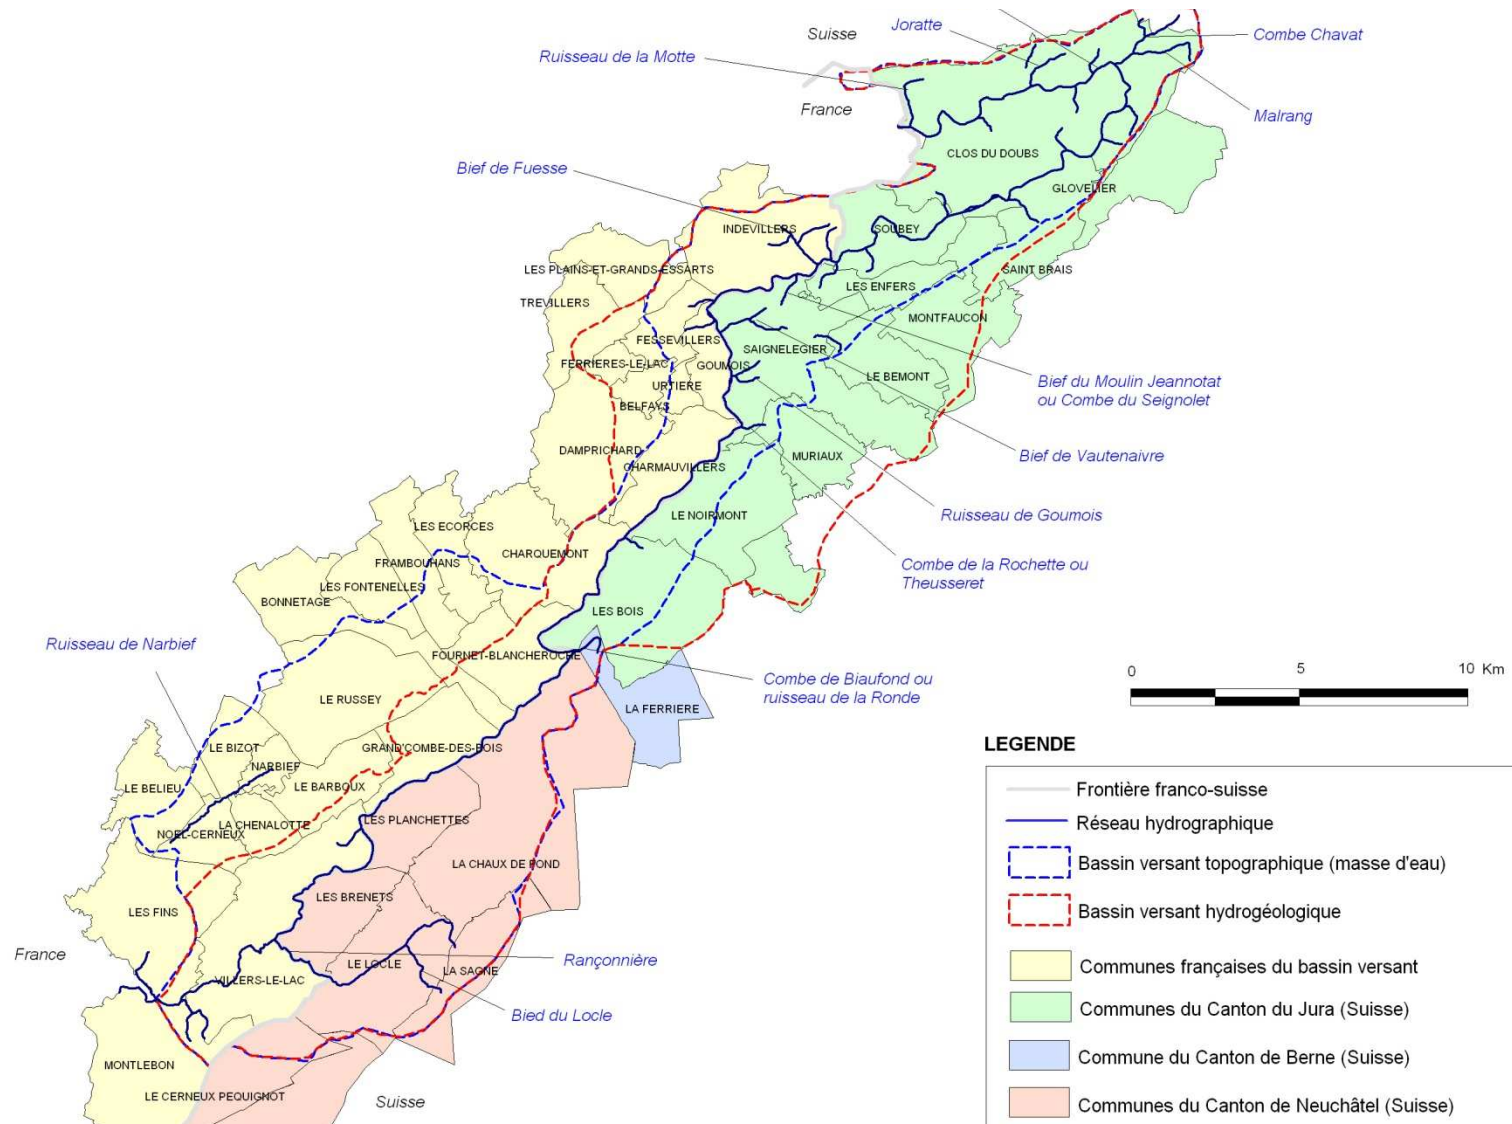 Suisse
Joratte
Combe Chavat
Ruisseau de la Motte
France
Malrang
CLOS DU DOUBS
Bief de Fuesse
GLOVELIER
INDEVILLERS
SOUBEY
LES PLAINS-ET-GRANDS-ESSARTS
SAINT BRAIS
TREVILLERS
LES ENFERS
MONTFAUCON
FESSEVILLERS
SAIGNELEGIER
FERRIERES-LE-LAC
GOUMOIS
LE BEMONT
URTIERE
Bief du Moulin Jeannotat
ou Combe du Seignolet
BELFAYS
DAMPRICHARD
MURIAUX
Bief de Vautenaivre
CHARMAUVILLERS
LE NOIRMONT
Ruisseau de Goumois
LES ECORCES
CHARQUEMONT
FRAMBOUHANS
Combe de la Rochette ou
Theusseret
LES FONTENELLES
BONNETAGE
LES BOIS
Ruisseau de Narbief
FOURNET-BLANCHEROCHE
Combe de Biaufond ou
ruisseau de la Ronde
0
5
10 Km
LE RUSSEY
LA FERRIERE
LE BIZOT
GRAND'COMBE-DES-BOIS
NARBIEF
LE BARBOUX
LE BELIEU
LA CHENALOTTE
NOEL-CERNEUX
LES PLANCHETTES
LA CHAUX DE FOND
LES BRENETS
LES FINS
France
Rançonnière
LE LOCLE
LA SAGNE
VILLERS-LE-LAC
Bied du Locle
MONTLEBON
LE CERNEUX PEQUIGNOT
Suisse
LEGENDE
Frontière franco-suisse
Réseau hydrographique
Bassin versant topographique (masse d'eau)
Bassin versant hydrogéologique
Communes françaises du bassin versant
Communes du Canton du Jura (Suisse)
Commune du Canton de Berne (Suisse)
Communes du Canton de Neuchâtel (Suisse)